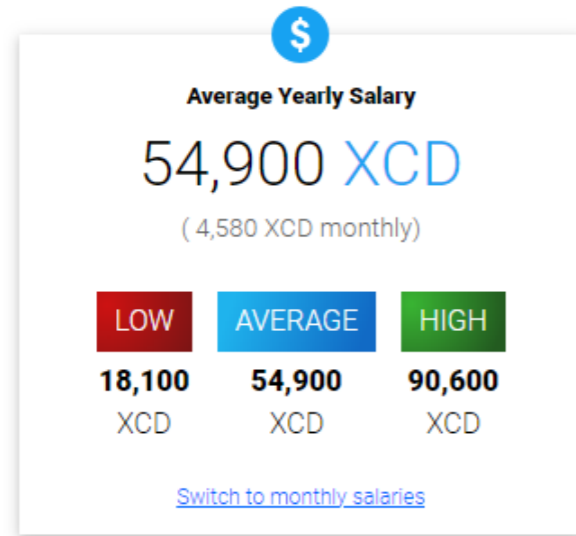 $
Average Yearly Salary
54,900 XCD
( 4,580 XCD monthly)
LOW AVERAGE HIGH
18,100 54,900 90,600
XCD XCD XCD
Switch to monthly salaries